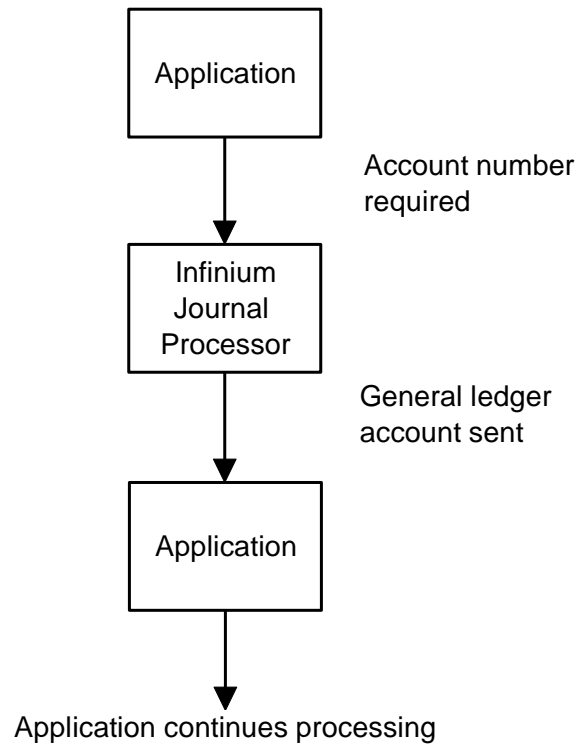 Application
Account number
required
Infinium
Journal
Processor
General ledger
account sent
Application
Application continues processing